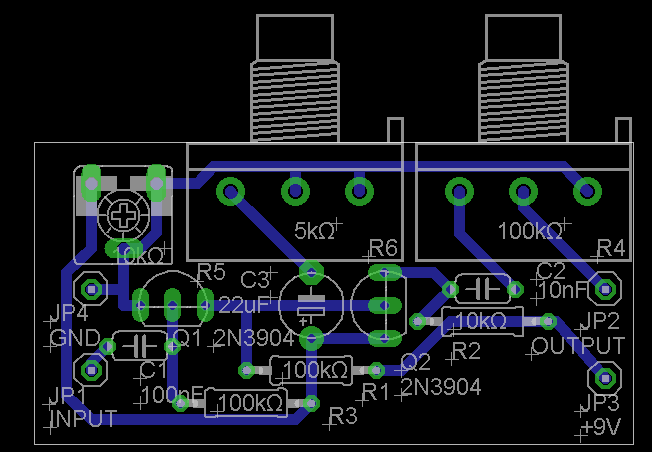 5kΩ
100kΩ
10kΩ
R6
R4
R5
C3
C2
22uF
10nF
JP4
10kΩ
JP2
GND
Q1
2N3904
R2
OUTPUT
C1
100kΩ
Q2
JP1
100nF
R1
2N3904
JP3
INPUT
100kΩ
R3
+9V